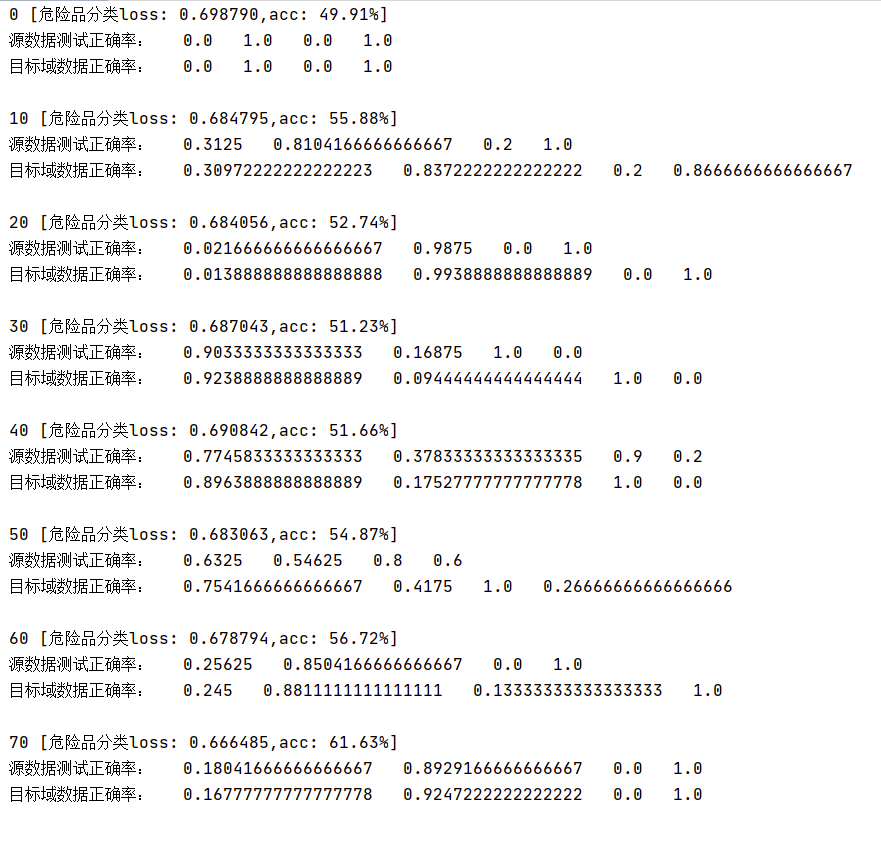 0 [危险品分类loss: 0.698790,acc: 49.91%]
源数据测试正确率： 0.0 1.0 0.0 1.0
目标域数据正确率： 0.0 1.0 0.0 1.0
10 [危险品分类loss: 0.684795,acc: 55.88%]
源数据测试正确率： 0.3125 0.8104166666666667 0.2 1.0
目标域数据正确率： 0.30972222222222223 0.8372222222222222 0.2 0.8666666666666667
20 [危险品分类loss: 0.684056,acc: 52.74%]
源数据测试正确率： 0.021666666666666667 0.9875 0.0 1.0
目标域数据正确率： 0.013888888888888888 0.9938888888888889 0.0 1.0
30 [危险品分类loss: 0.687043,acc: 51.23%]
源数据测试正确率： 0.9033333333333333 0.16875 1.0 0.0
目标域数据正确率： 0.9238888888888889 0.09444444444444444 1.0 0.0
40 [危险品分类loss: 0.690842,acc: 51.66%]
源数据测试正确率： 0.7745833333333333 0.37833333333333335 0.9 0.2
目标域数据正确率： 0.8963888888888889 0.17527777777777778 1.0 0.0
50 [危险品分类loss: 0.683063,acc: 54.87%]
源数据测试正确率： 0.6325 0.54625 0.8 0.6
目标域数据正确率： 0.7541666666666667 0.4175 1.0 0.26666666666666666
60 [危险品分类loss: 0.678794,acc: 56.72%]
源数据测试正确率： 0.25625 0.8504166666666667 0.0 1.0
目标域数据正确率： 0.245 0.8811111111111111 0.13333333333333333 1.0
70 [危险品分类loss: 0.666485,acc: 61.63%]
源数据测试正确率： 0.18041666666666667 0.8929166666666667 0.0 1.0
目标域数据正确率： 0.16777777777777778 0.9247222222222222 0.0 1.0